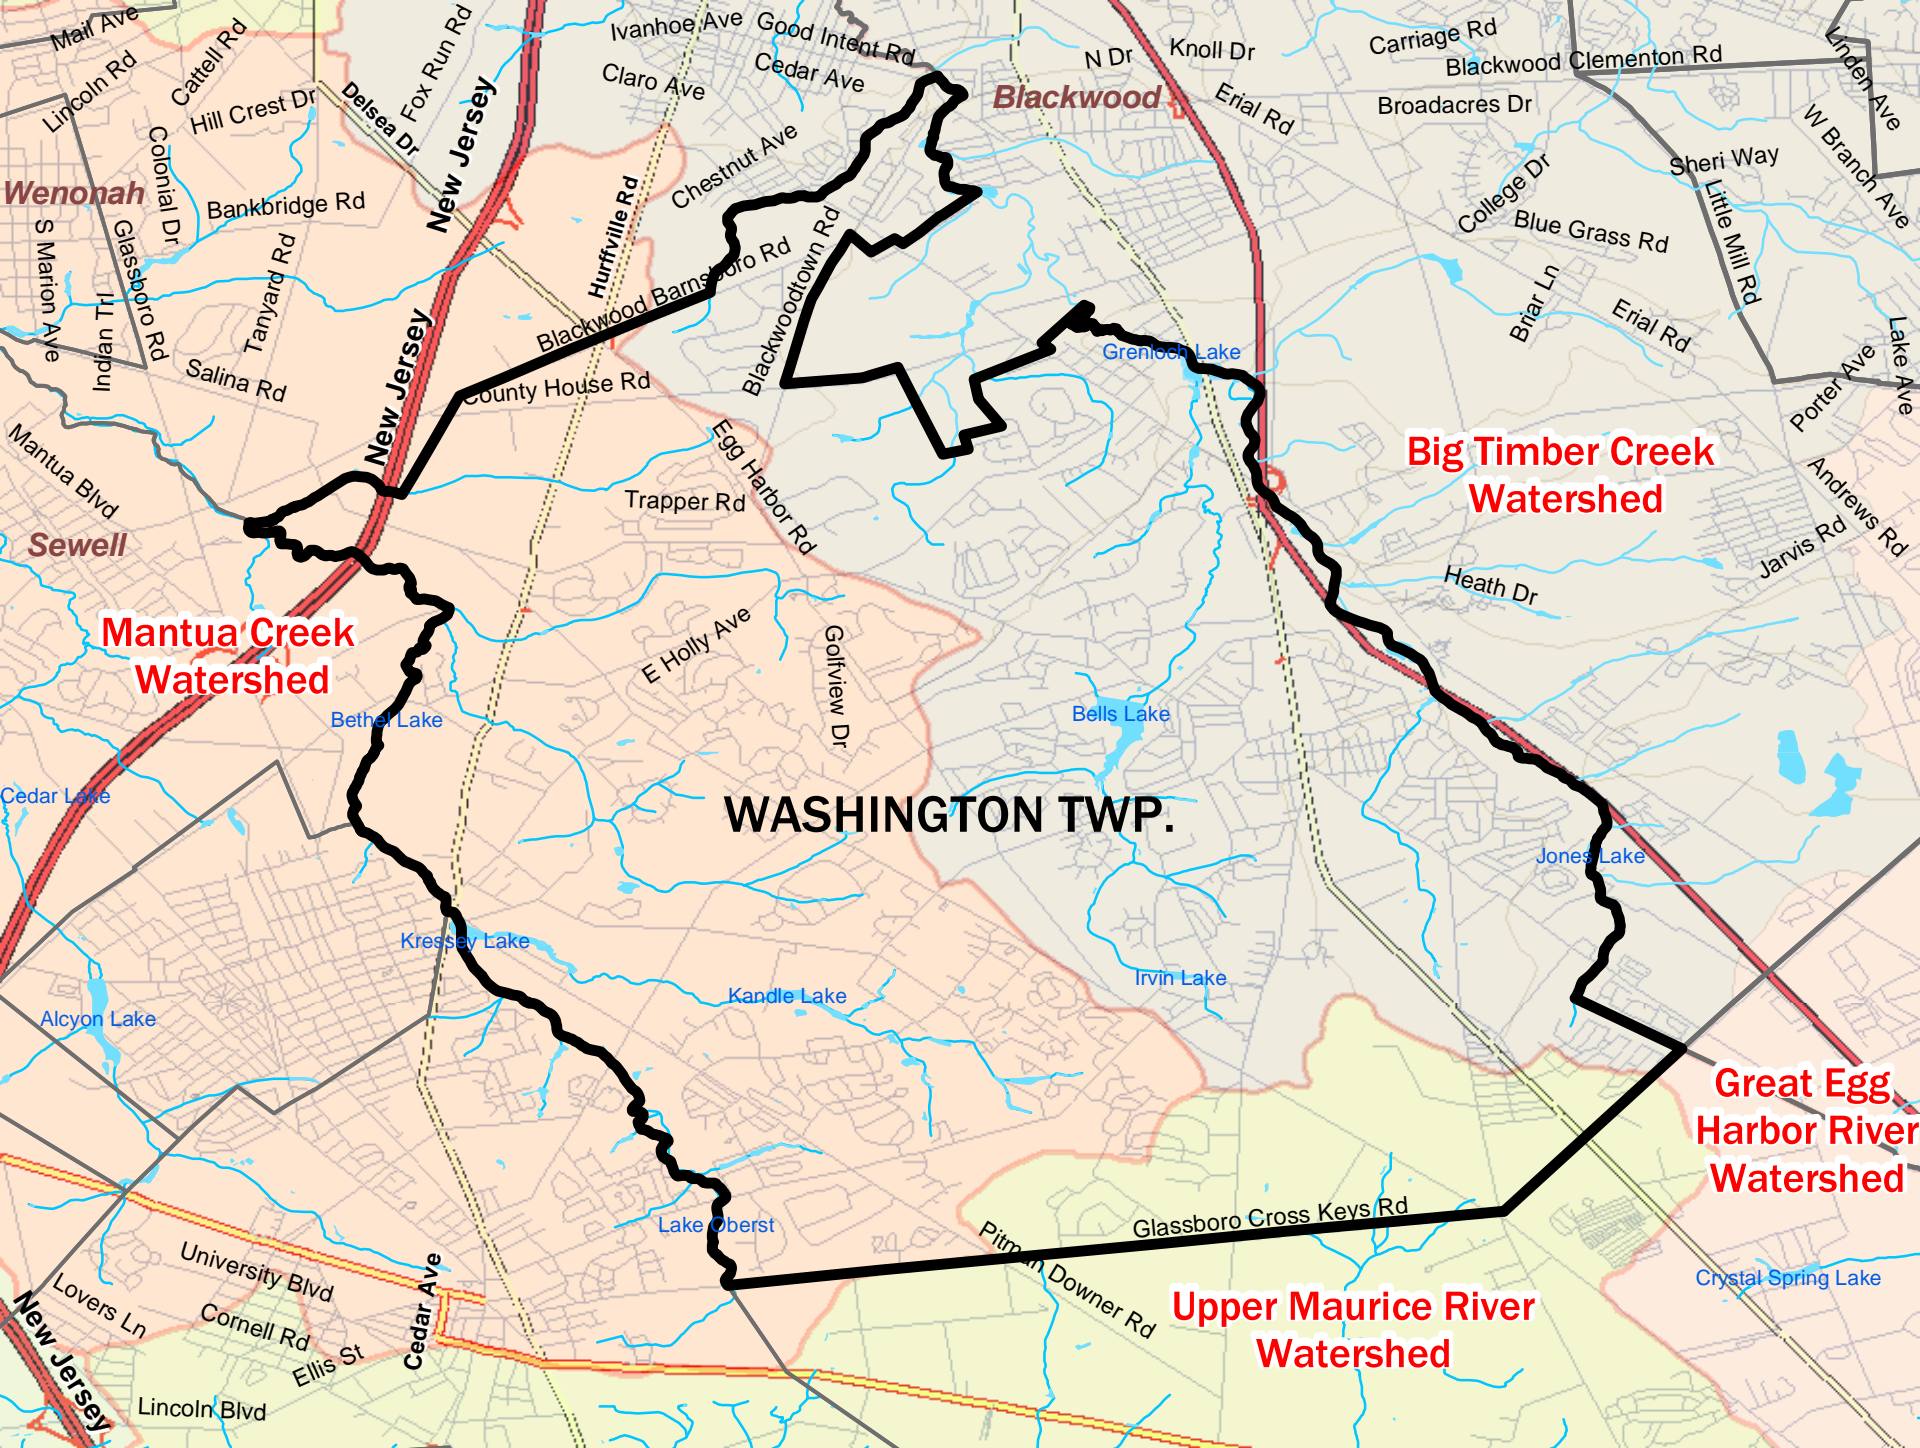 Mail Ave
Lincoln Rd
Cattell Rd
Hill Crest Dr
Delsea Dr
Fox Run Rd
New Jersey
Ivanhoe Ave
Good Intent Rd
Claro Ave
Cedar Ave
Blackwood
N Dr
Knoll Dr
Erial Rd
Carriage Rd
Blackwood Clementon Rd
Broadacres Dr
Linden Ave
W Branch Ave
Sheri Way
College Dr
Little Mill Rd
Blue Grass Rd
Briar Ln
Erial Rd
Lake Ave
Porter Ave
Wenonah
Colonial Dr
Bankbridge Rd
S Marion Ave
Glassboro Rd
Indian Tl
Tanyard Rd
Salina Rd
New Jersey
Hurffville Rd
Chestnut Ave
Blackwood Barnsboro Rd
Blackwoodtown Rd
County House Rd
Grenloch Lake
Mantua Blvd
Sewell
Egg Harbor Rd
Trapper Rd
Big Timber Creek
Watershed
Andrews Rd
Jarvis Rd
Heath Dr
Mantua Creek
Watershed
E Holly Ave
Golfview Dr
Bethel Lake
Bells Lake
Cedar Lake
WASHINGTON TWP.
Jones Lake
Kressey Lake
Kandle Lake
Irvin Lake
Alcyon Lake
Great Egg
Harbor River
Watershed
Lake Oberst
Glassboro Cross Keys Rd
Pitman Downer Rd
Crystal Spring Lake
Upper Maurice River
Watershed
University Blvd
Lovers Ln
Cornell Rd
Cedar Ave
Ellis St
New Jersey
Lincoln Blvd